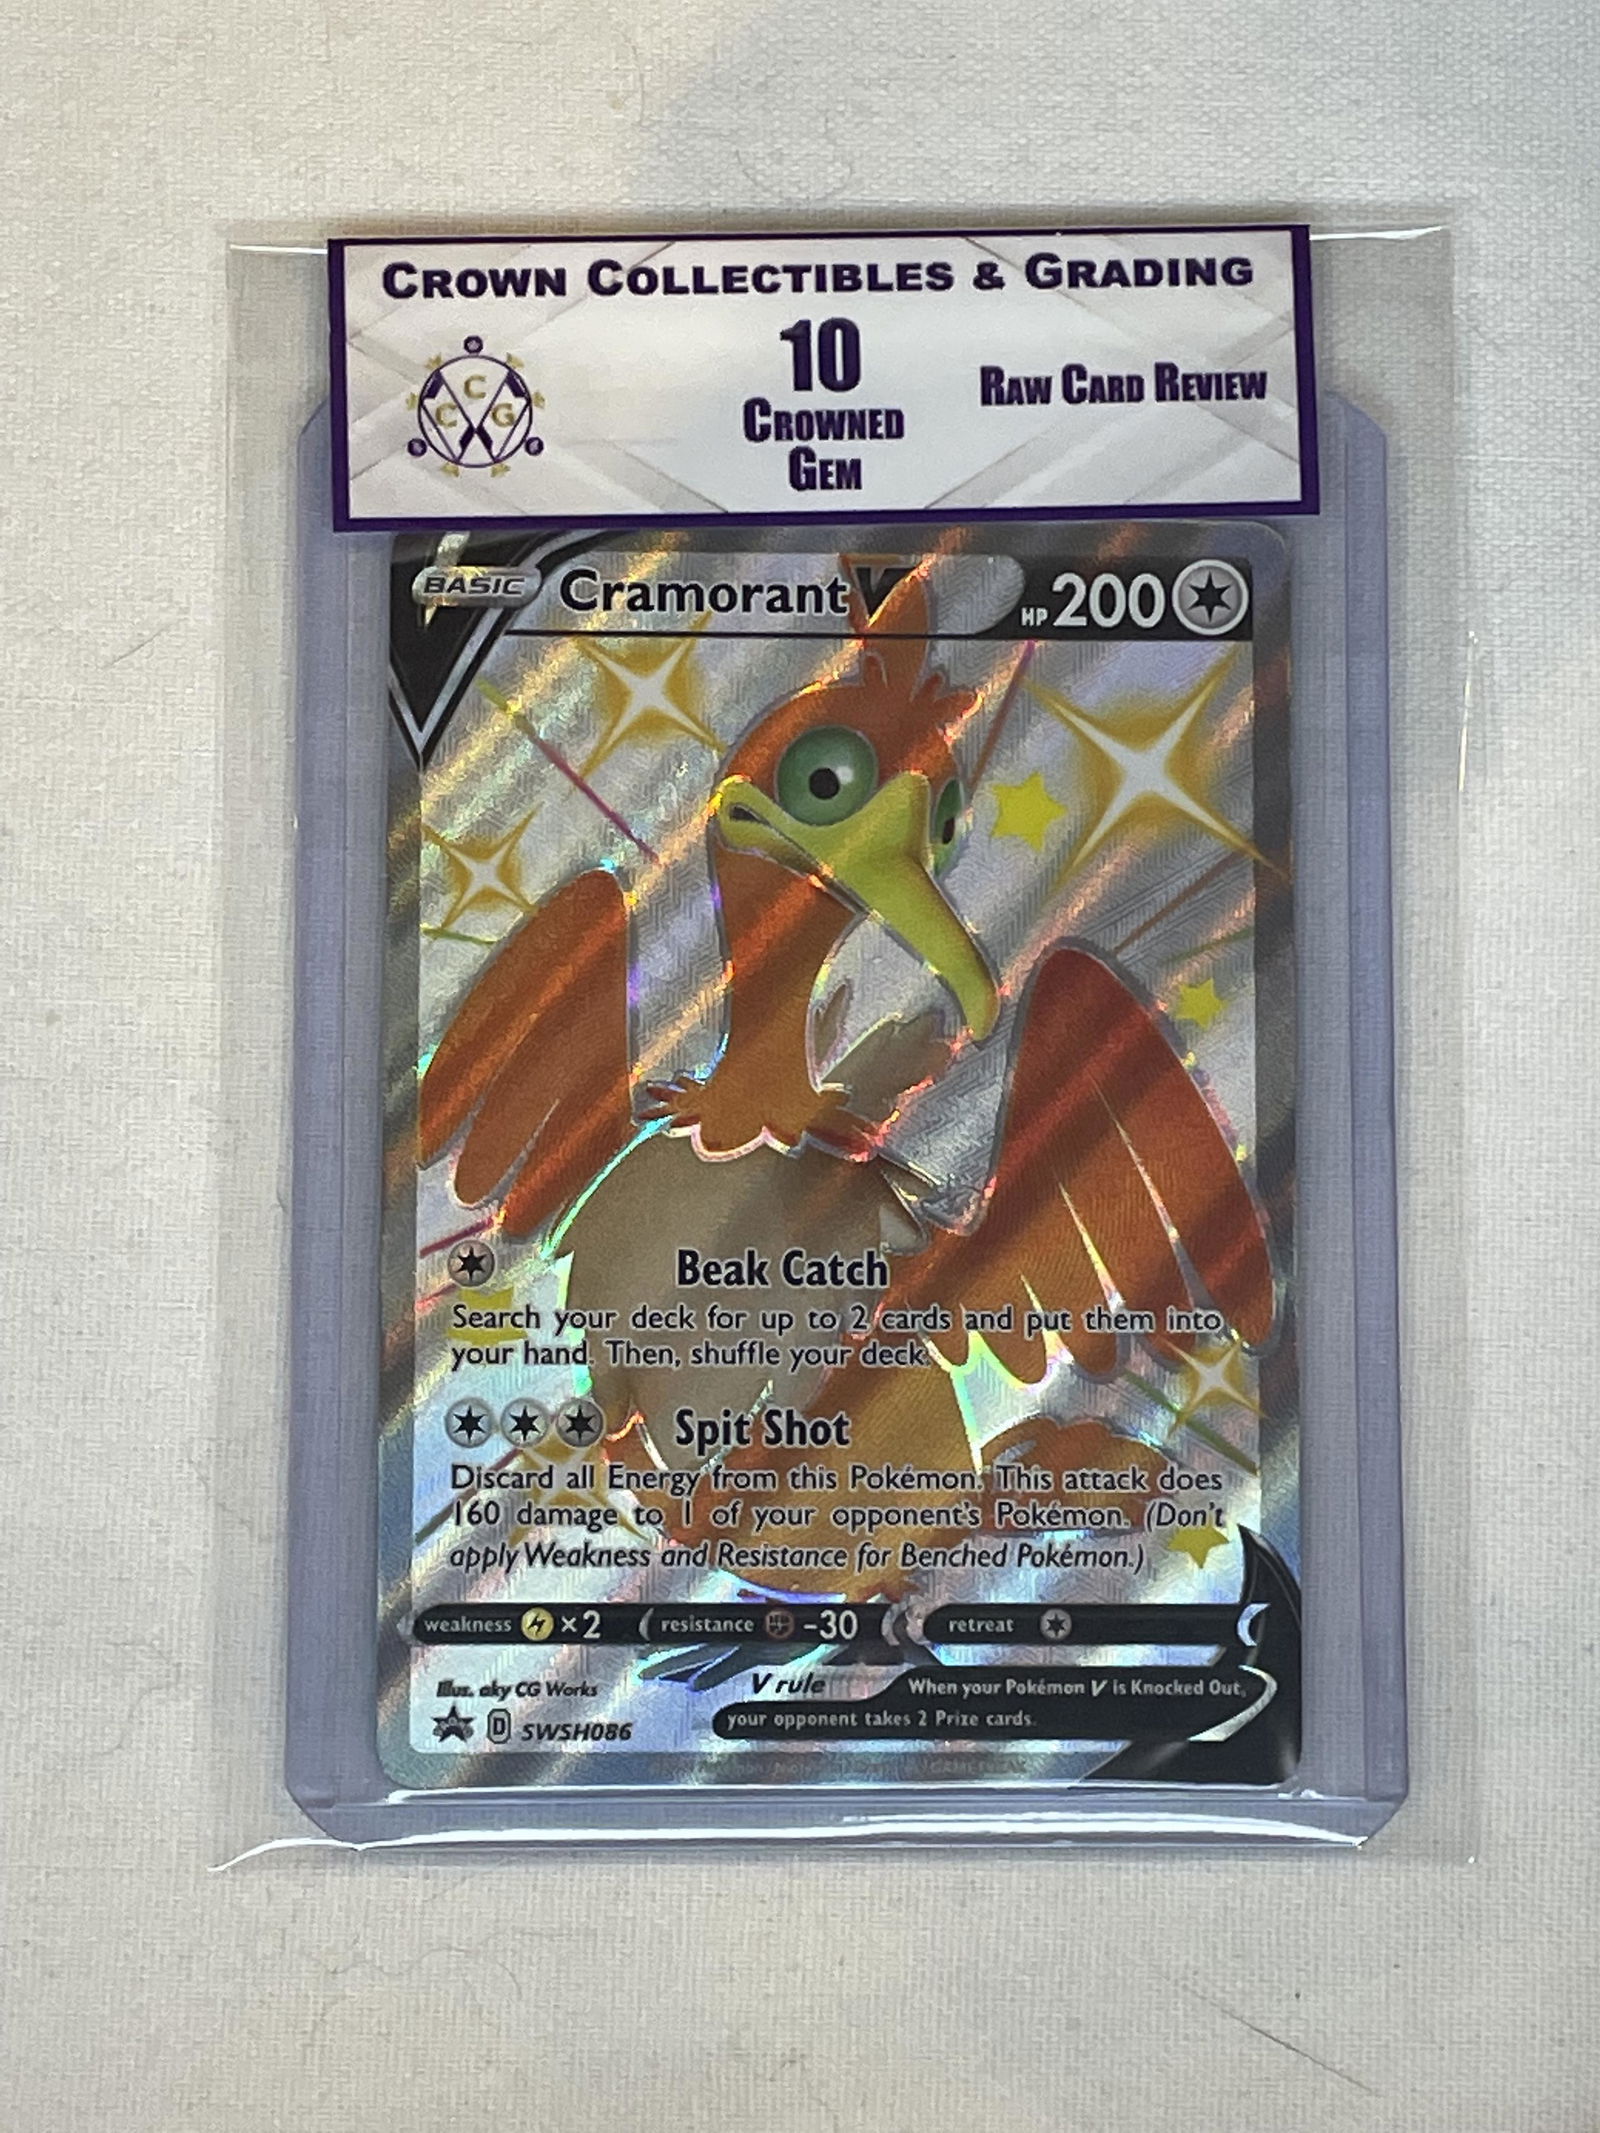 CROWN COLLECTIBLES & GRADING
10
CROWNED
GEM
RAW CARD REVIEW
C
C G
BASIC
Cramorant V HP 200
Beak Catch
Search your deck for up to 2 cards and put them into
your hand. Then, shuffle your deck.
Spit Shot
Discard all Energy from this Pokémon. This attack does
160 damage to 1 of your opponent's Pokémon. (Don't
apply Weakness and Resistance for Benched Pokémon.)
weakness ×2 resistance -30 retreat
Illus. aky CG Works
V rule When your Pokémon V is Knocked Out,
your opponent takes 2 Prize cards.
D SWSH086